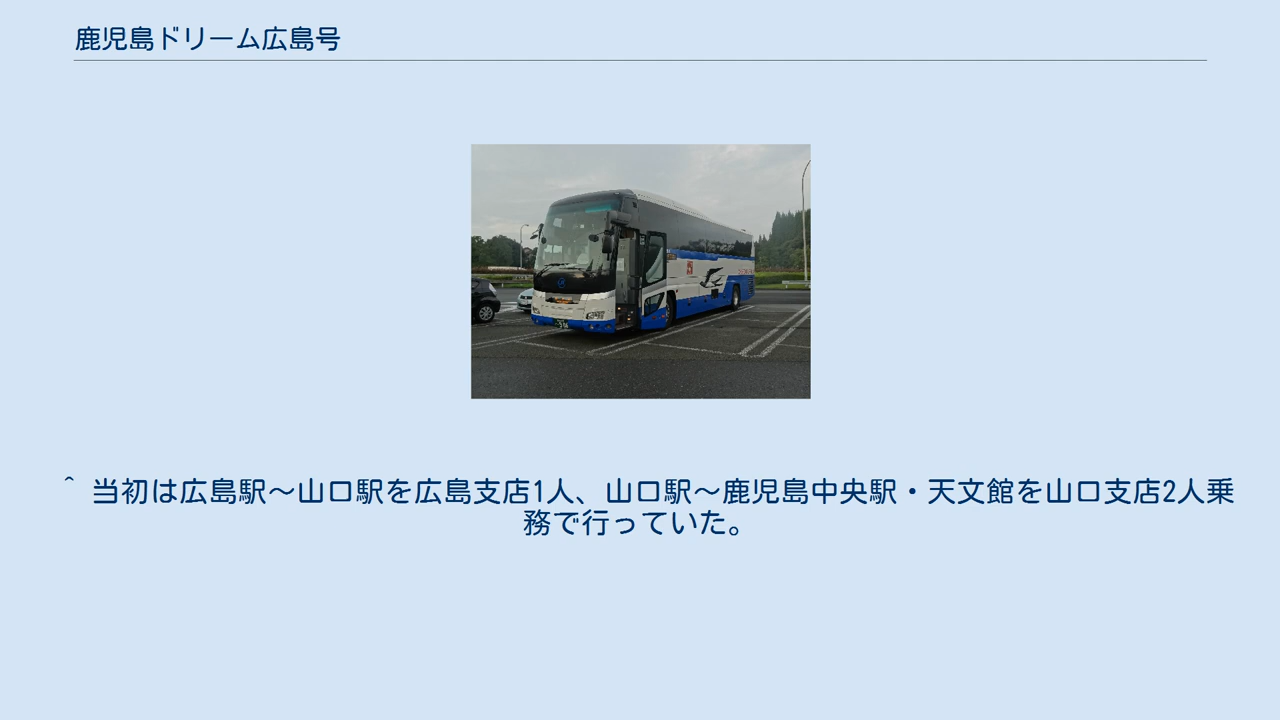 鹿児島ドリーム広島号
^ 当初は広島駅～山口駅を広島支店1人、山口駅～鹿児島中央駅・天文館を山口支店2人乗
務で行っていた。